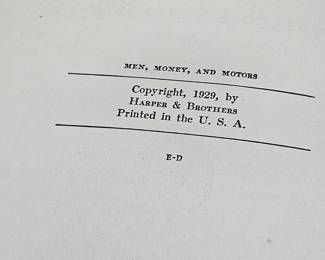 MEN, MONEY, AND MOTORS
Copyright, 1929, by
HARPER & BROTHERS
Printed in the U. S. A.
E-D